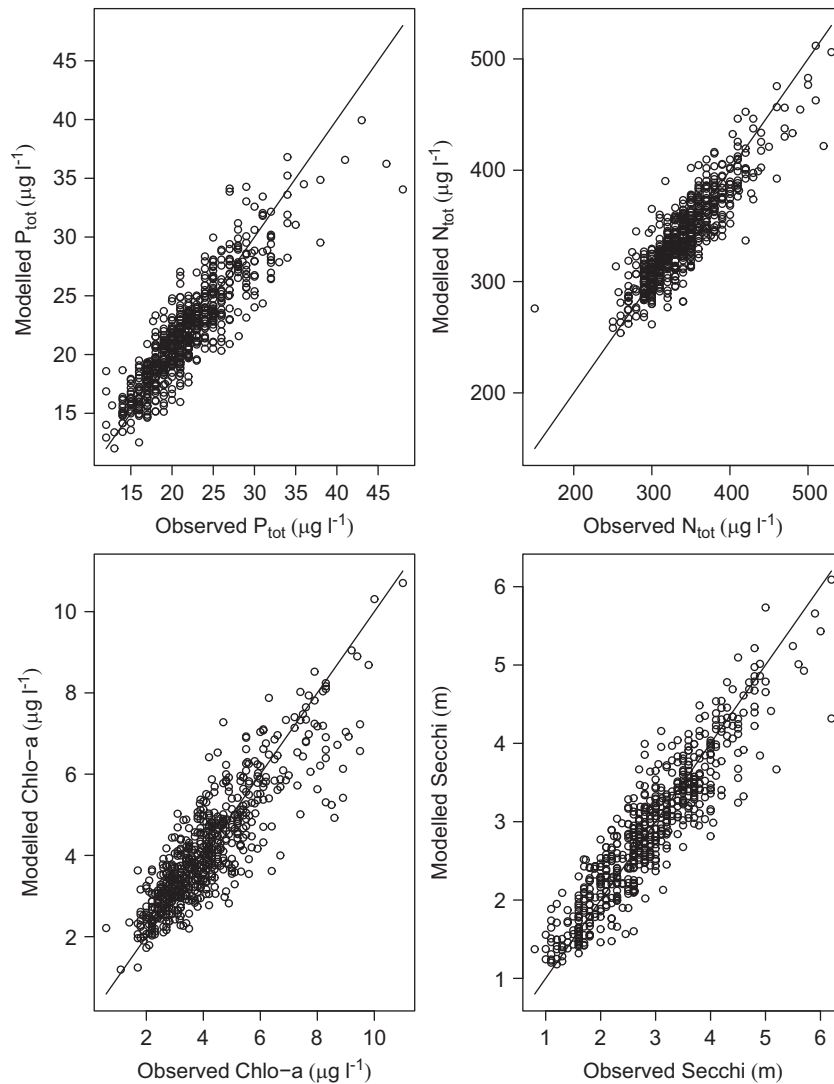 45
40
35
30
25
20
15
Modelled P_tot (µg l⁻¹)
15 20 25 30 35 40 45
Observed P_tot (µg l⁻¹)
500
400
300
200
Modelled N_tot (µg l⁻¹)
200 300 400 500
Observed N_tot (µg l⁻¹)
10
8
6
4
2
Modelled Chlo−a (µg l⁻¹)
2 4 6 8 10
Observed Chlo−a (µg l⁻¹)
6
5
4
3
2
1
Modelled Secchi (m)
1 2 3 4 5 6
Observed Secchi (m)